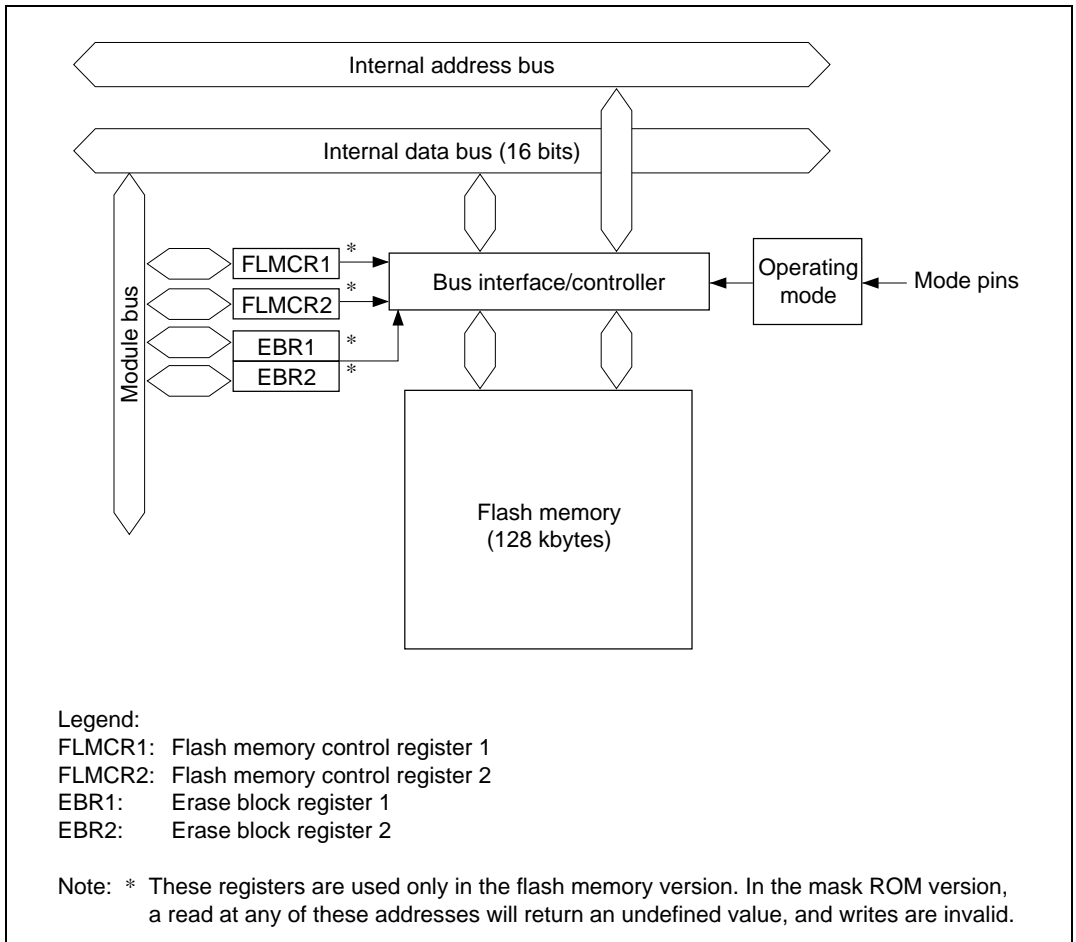 Internal address bus
Internal data bus (16 bits)
Module bus
FLMCR1
*
FLMCR2
*
EBR1
*
EBR2
*
Bus interface/controller
Operating
mode
Mode pins
Flash memory
(128 kbytes)
Legend:
FLMCR1: Flash memory control register 1
FLMCR2: Flash memory control register 2
EBR1: Erase block register 1
EBR2: Erase block register 2
Note: * These registers are used only in the flash memory version. In the mask ROM version,
a read at any of these addresses will return an undefined value, and writes are invalid.